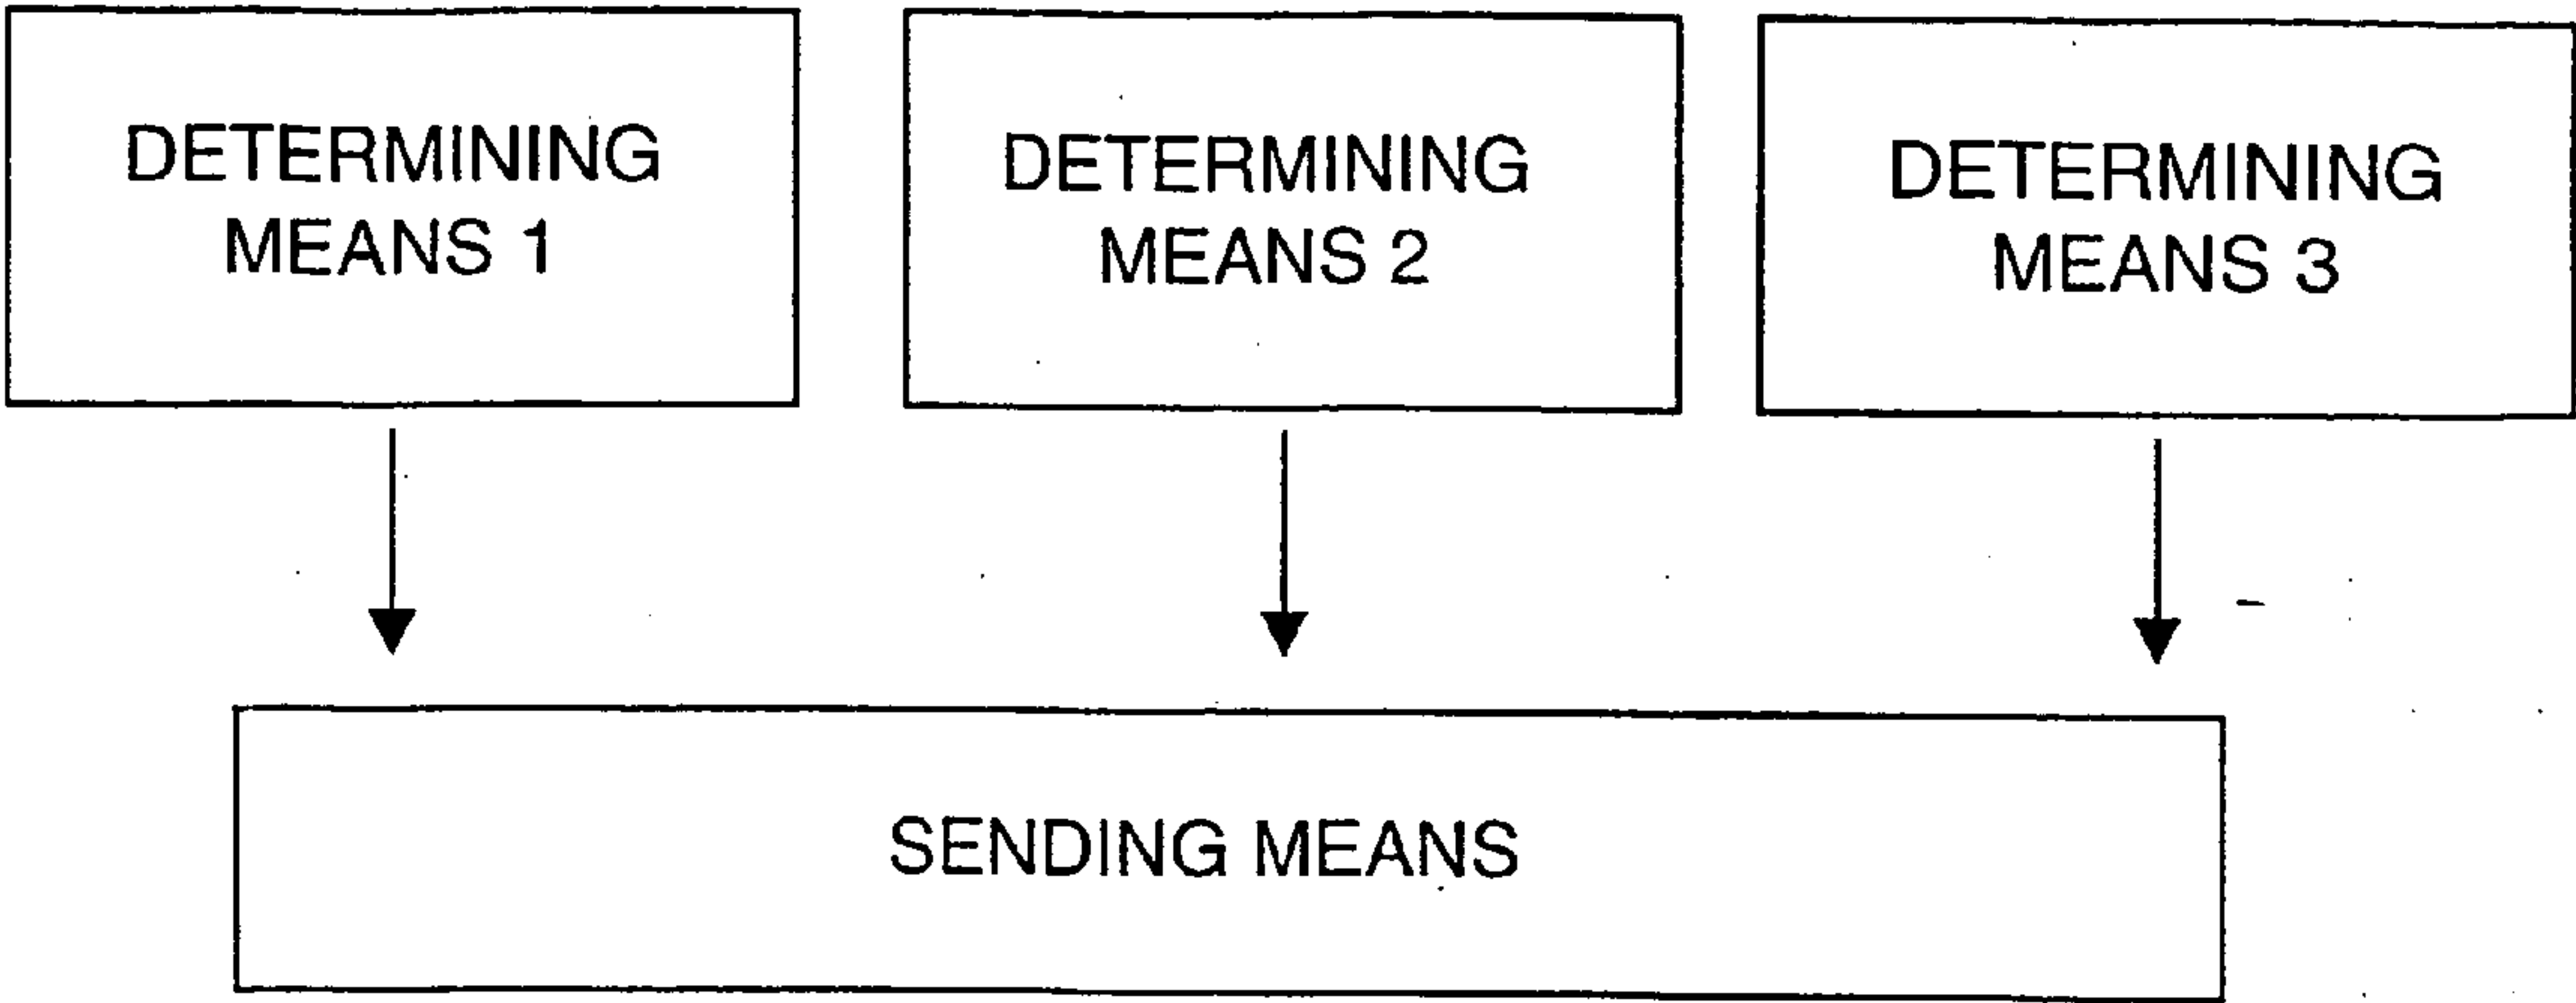 DETERMINING
MEANS 1
DETERMINING
MEANS 2
DETERMINING
MEANS 3
SENDING MEANS